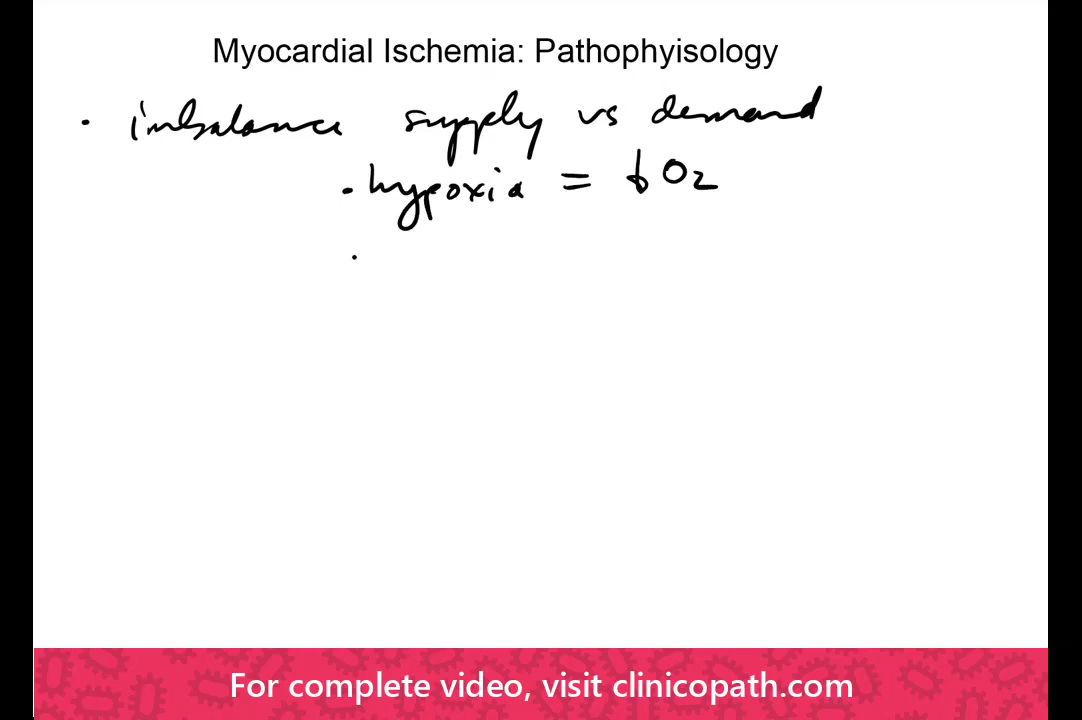 Myocardial Ischemia: Pathophyisology
· imbalance supply vs demand
· hypoxia = ↓ O₂
·
For complete video, visit clinicopath.com